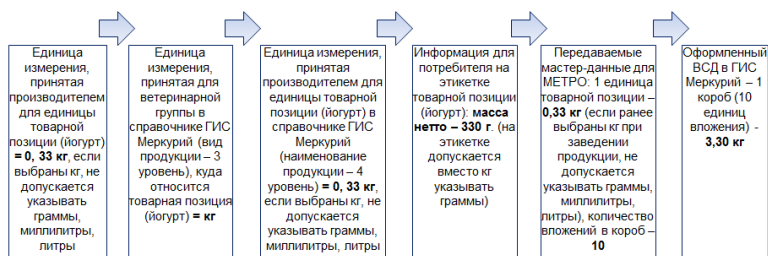 Единица
измерения,
принятая
производителем
для единицы
товарной
позиции (йогурт)
= 0, 33 кг, если
выбраны кг, не
допускается
указывать
граммы,
миллилитры,
литры
Единица
измерения,
принятая для
ветеринарной
группы в
справочнике ГИС
Меркурий (вид
продукции – 3
уровень), куда
относится
товарная позиция
(йогурт) = кг
Единица измерения,
принятая
производителем для
единицы товарной
позиции (йогурт) в
справочнике ГИС
Меркурий
(наименование
продукции – 4
уровень) = 0, 33 кг,
если выбраны кг, не
допускается
указывать граммы,
миллилитры, литры
Информация для
потребителя на
этикетке
товарной позиции
(йогурт): масса
нетто – 330 г. (на
этикетке
допускается
вместо кг
указывать
граммы)
Передаваемые
мастер-данные для
МЕТРО: 1 единица
товарной позиции –
0,33 кг (если ранее
выбраны кг при
заведении
продукции, не
допускается
указывать граммы,
миллилитры,
литры), количество
вложений в короб –
10
Оформленный
ВСД в ГИС
Меркурий – 1
короб (10
единиц
вложения) -
3,30 кг